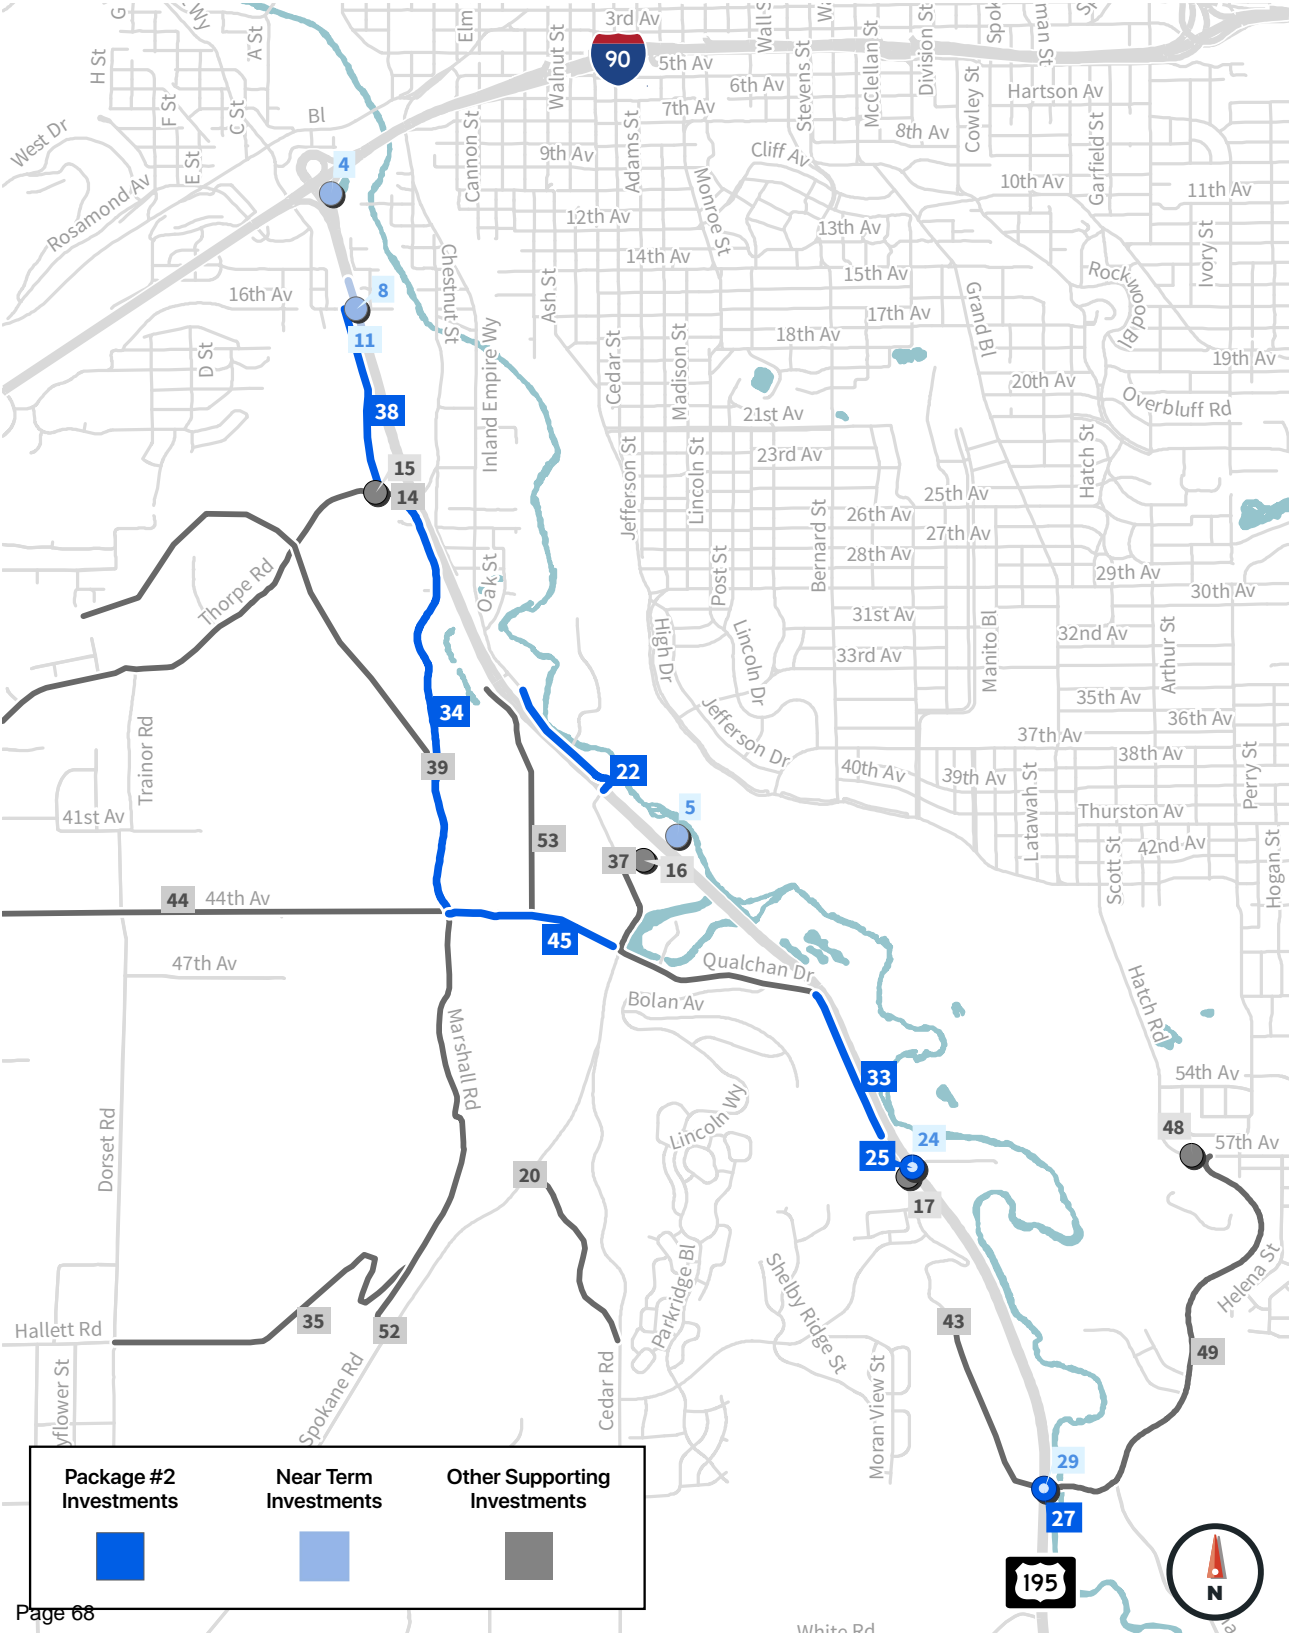 3rd Av
90
5th Av
6th Av
7th Av
8th Av
9th Av
Cliff Av
10th Av
11th Av
12th Av
13th Av
14th Av
15th Av
16th Av
17th Av
18th Av
19th Av
20th Av
21st Av
23rd Av
25th Av
26th Av
27th Av
28th Av
29th Av
30th Av
31st Av
32nd Av
33rd Av
35th Av
36th Av
37th Av
38th Av
39th Av
40th Av
Thurston Av
42nd Av
41st Av
44th Av
47th Av
54th Av
57th Av
Hartson Av
Overbluff Rd
Rockwood Bl
Grand Bl
Manito Bl
H St
G
Wy
A St
F St
C St
E St
D St
Bl
West Dr
Rosamond Av
Elm
Cannon St
Walnut St
Adams St
Monroe St
Wall S
Wa
Stevens St
McClellan St
Division St
Cowley St
Spok
man St
S
Garfield St
Ivory St
Chestnut St
Inland Empire Wy
Ash St
Cedar St
Madison St
Jefferson St
Lincoln St
Post St
Bernard St
Hatch St
Oak St
High Dr
Lincoln Dr
Jefferson Dr
Arthur St
Perry St
Latawah St
Scott St
Hogan St
Hatch Rd
Helena St
Thorpe Rd
Trainor Rd
Dorset Rd
Marshall Rd
Qualchan Dr
Bolan Av
Lincoln Wy
Parkridge Bl
Shelby Ridge St
Moran View St
Cedar Rd
Spokane Rd
Hallett Rd
yflower St
White Rd
4
8
11
38
15
14
34
39
22
5
53
37
16
44
45
33
24
25
17
48
20
35
52
43
49
29
27
195
N
Package #2
Investments
Near Term
Investments
Other Supporting
Investments
Page 68